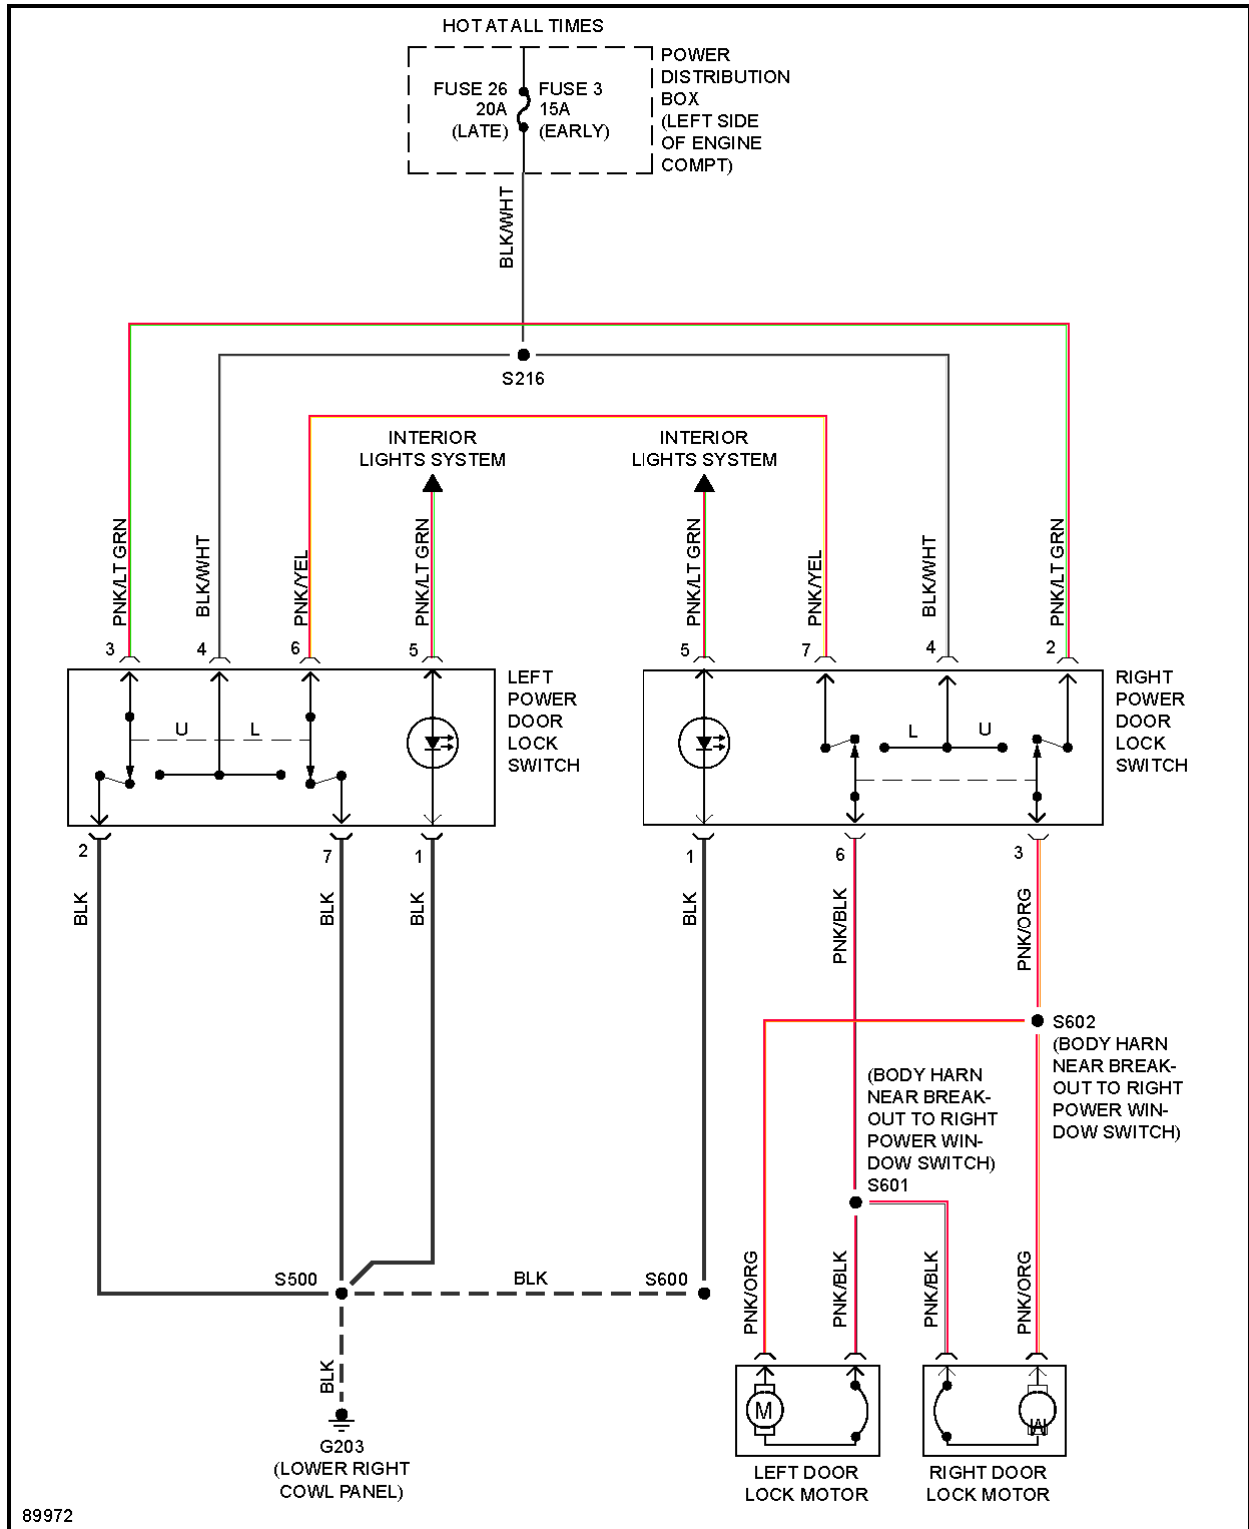 HOT AT ALL TIMES
FUSE 26
20A
(LATE)
FUSE 3
15A
(EARLY)
POWER
DISTRIBUTION
BOX
(LEFT SIDE
OF ENGINE
COMPT)
BLK/WHT
S216
INTERIOR
LIGHTS SYSTEM
INTERIOR
LIGHTS SYSTEM
PNK/LT GRN
BLK/WHT
PNK/YEL
PNK/LT GRN
PNK/LT GRN
PNK/YEL
BLK/WHT
PNK/LT GRN
3
4
6
5
5
7
4
2
U
L
LEFT
POWER
DOOR
LOCK
SWITCH
L
U
RIGHT
POWER
DOOR
LOCK
SWITCH
2
7
1
1
6
3
BLK
BLK
BLK
BLK
PNK/BLK
PNK/ORG
S602
(BODY HARN
NEAR BREAK-
OUT TO RIGHT
POWER WIN-
DOW SWITCH)
(BODY HARN
NEAR BREAK-
OUT TO RIGHT
POWER WIN-
DOW SWITCH)
S601
S500
BLK
S600
PNK/ORG
PNK/BLK
PNK/BLK
PNK/ORG
BLK
G203
(LOWER RIGHT
COWL PANEL)
M
M
LEFT DOOR
LOCK MOTOR
RIGHT DOOR
LOCK MOTOR
89972